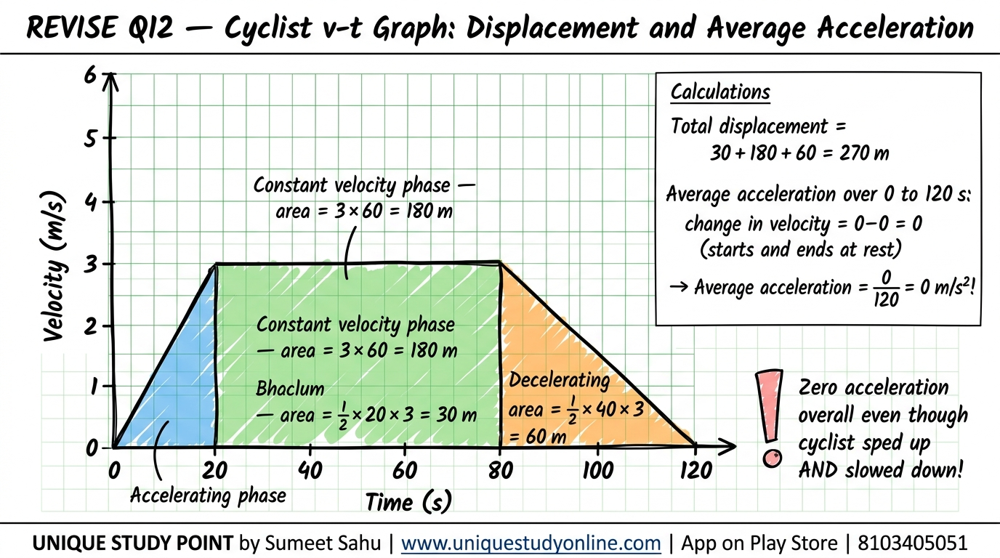 REVISE Q12 — Cyclist v-t Graph: Displacement and Average Acceleration
Velocity (m/s)
6
5
4
3
2
1
0
Constant velocity phase —
area = 3×60 = 180 m
Constant velocity phase
— area = 3×60 = 180 m
Bhaclum
— area = 1/2 × 20 × 3 = 30 m
Decelerating
area = 1/2 × 40 × 3
= 60 m
0 20 40 60 80 100 120
Accelerating phase
Time (s)
Calculations
Total displacement =
30 + 180 + 60 = 270 m
Average acceleration over 0 to 120 s:
change in velocity = 0−0 = 0
(starts and ends at rest)
→ Average acceleration = 0/120 = 0 m/s²!
Zero acceleration
overall even though
cyclist sped up
AND slowed down!
UNIQUE STUDY POINT by Sumeet Sahu | www.uniquestudyonline.com | App on Play Store | 8103405051